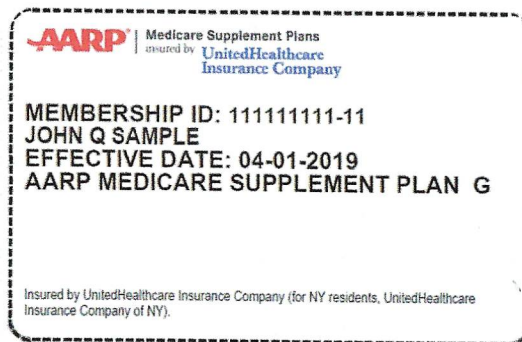 AARP® Medicare Supplement Plans
insured by UnitedHealthcare
Insurance Company
MEMBERSHIP ID: 111111111-11
JOHN Q SAMPLE
EFFECTIVE DATE: 04-01-2019
AARP MEDICARE SUPPLEMENT PLAN G
Insured by UnitedHealthcare Insurance Company (for NY residents, UnitedHealthcare
Insurance Company of NY).